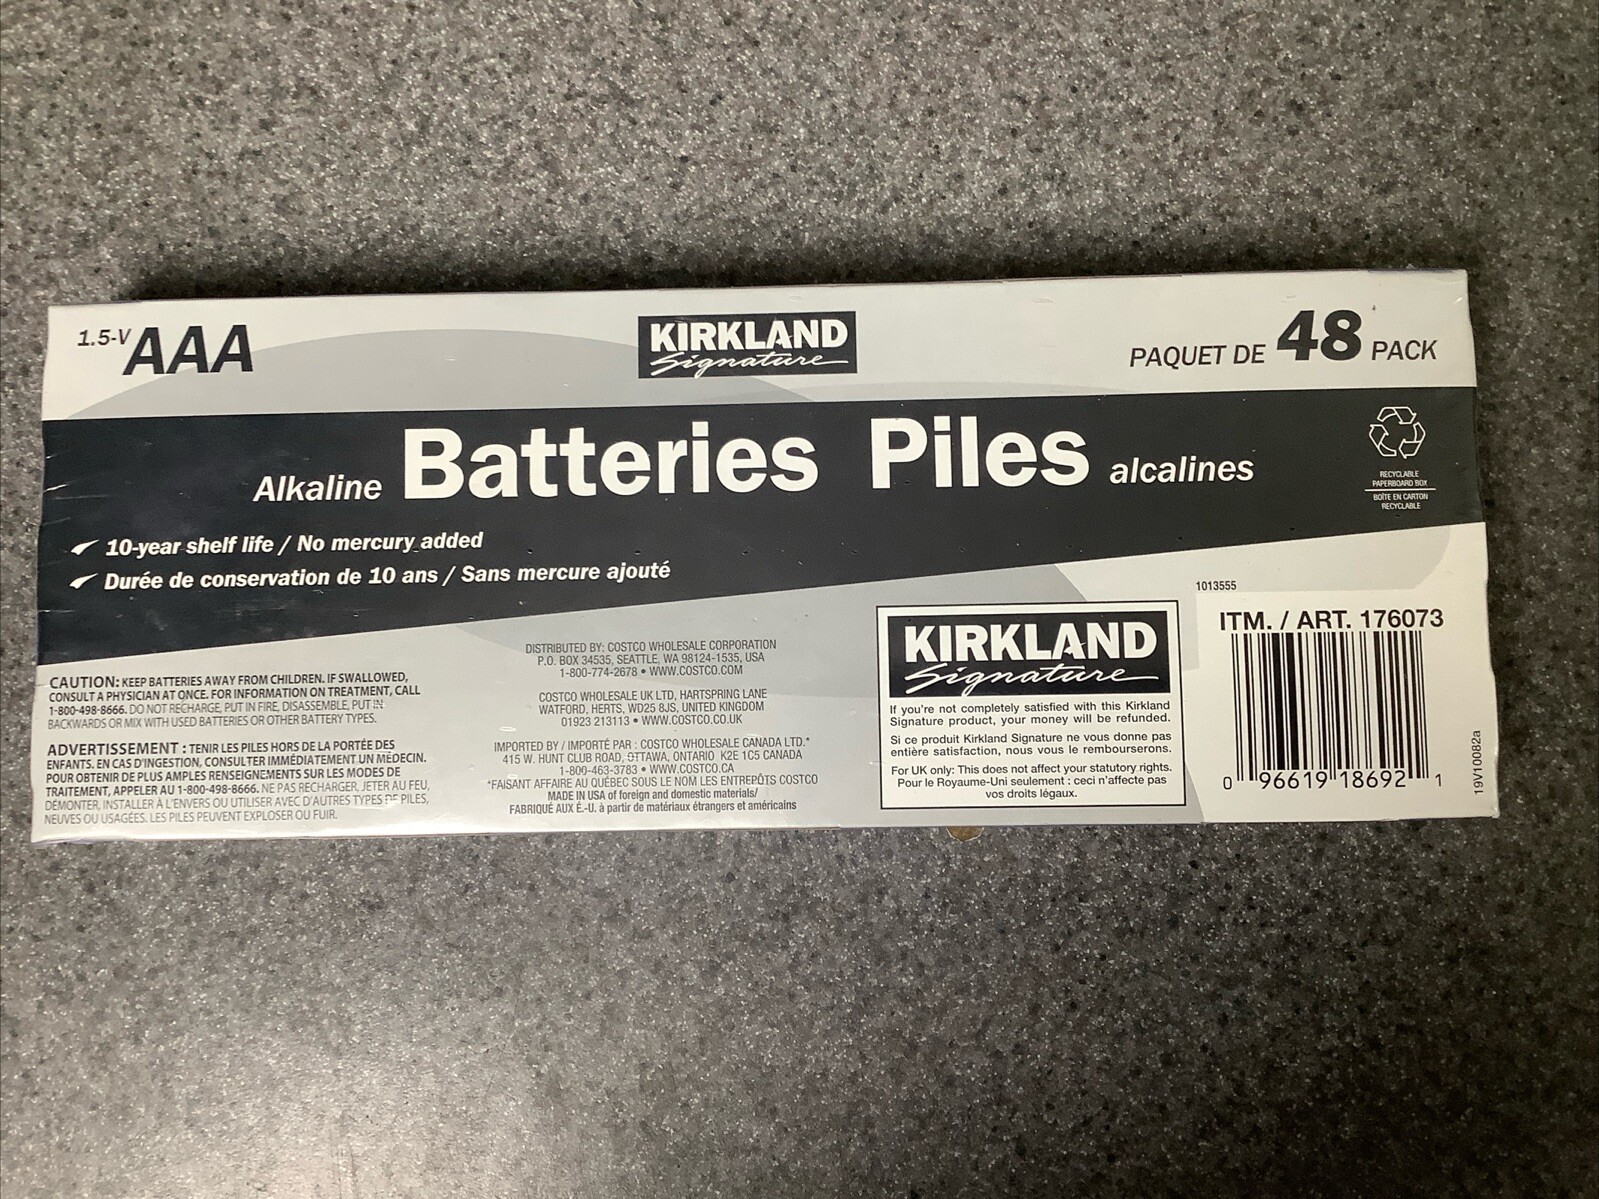 1.5-V AAA
KIRKLAND
Signature
PAQUET DE 48 PACK
Alkaline Batteries Piles alcalines
10-year shelf life / No mercury added
Durée de conservation de 10 ans / Sans mercure ajouté
RECYCLABLE
PAPERBOARD BOX
BOÎTE EN CARTON
RECYCLABLE
CAUTION: KEEP BATTERIES AWAY FROM CHILDREN. IF SWALLOWED,
CONSULT A PHYSICIAN AT ONCE. FOR INFORMATION ON TREATMENT, CALL
1-800-498-8666. DO NOT RECHARGE, PUT IN FIRE, DISASSEMBLE, PUT IN
BACKWARDS OR MIX WITH USED BATTERIES OR OTHER BATTERY TYPES.
ADVERTISSEMENT : TENIR LES PILES HORS DE LA PORTÉE DES
ENFANTS. EN CAS D'INGESTION, CONSULTER IMMÉDIATEMENT UN MÉDECIN.
POUR OBTENIR DE PLUS AMPLES RENSEIGNEMENTS SUR LES MODES DE
TRAITEMENT, APPELER AU 1-800-498-8666. NE PAS RECHARGER, JETER AU FEU,
DÉMONTER, INSTALLER À L'ENVERS OU UTILISER AVEC D'AUTRES TYPES DE PILES,
NEUVES OU USAGÉES. LES PILES PEUVENT EXPLOSER OU FUIR.
DISTRIBUTED BY: COSTCO WHOLESALE CORPORATION
P.O. BOX 34535, SEATTLE, WA 98124-1535, USA
1-800-774-2678 • WWW.COSTCO.COM
COSTCO WHOLESALE UK LTD, HARTSPRING LANE
WATFORD, HERTS, WD25 8JS, UNITED KINGDOM
01923 213113 • WWW.COSTCO.CO.UK
IMPORTED BY / IMPORTÉ PAR : COSTCO WHOLESALE CANADA LTD.*
415 W. HUNT CLUB ROAD, OTTAWA, ONTARIO K2E 1C5 CANADA
1-800-463-3783 • WWW.COSTCO.CA
*FAISANT AFFAIRE AU QUÉBEC SOUS LE NOM LES ENTREPÔTS COSTCO
MADE IN USA of foreign and domestic materials/
FABRIQUÉ AUX É.-U. à partir de matériaux étrangers et américains
KIRKLAND
Signature
If you're not completely satisfied with this Kirkland
Signature product, your money will be refunded.
Si ce produit Kirkland Signature ne vous donne pas
entière satisfaction, nous vous le rembourserons.
For UK only: This does not affect your statutory rights.
Pour le Royaume-Uni seulement : ceci n'affecte pas
vos droits légaux.
1013555
ITM. / ART. 176073
0 96619 18692 1
19V10082a